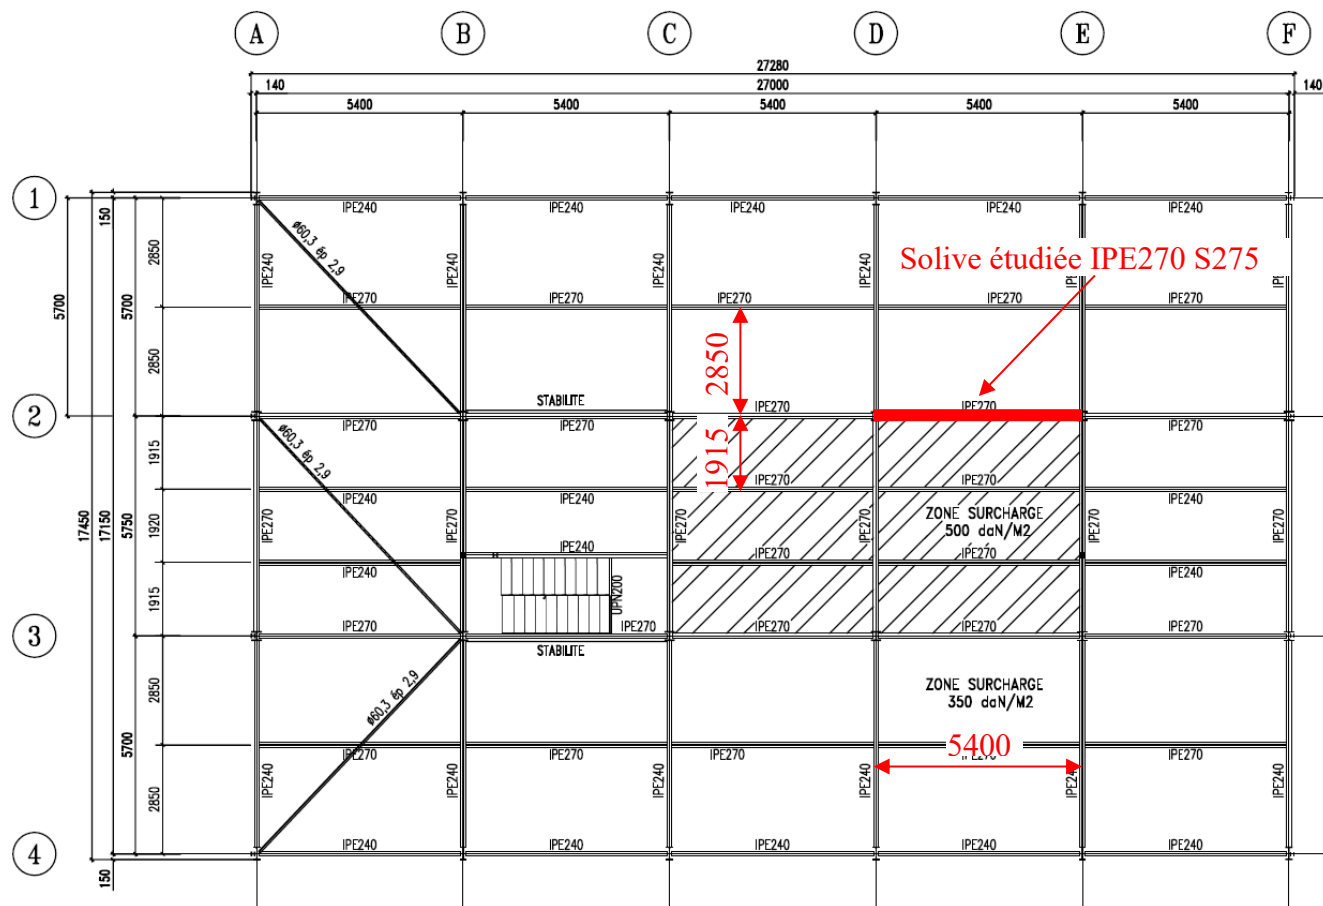 A B C D E F
27280
140 27000 140
5400 5400 5400 5400 5400
1
IPE240 IPE240 IPE240 IPE240 IPE240
150
ø60,3 ép 2,9
2850
IPE240 IPE240 IPE240 IPE240
Solive étudiée IPE270 S275
5700 5700
IPE270 IPE270 IPE270 IPE270 IPE270
2850
2850
STABILITE
IPE270 IPE270
2
IPE270 IPE270 IPE270
ø60,3 ép 2,9
1915
1915
IPE270 IPE270
IPE240 IPE240 IPE240
17450 17150 5750 1920
IPE270 IPE270 IPE270 IPE270 IPE270 IPE270
ZONE SURCHARGE
500 daN/M2
IPE240
IPE270 IPE270
IPE240 IPE240
1915
UPN200
3
IPE270 IPE270 IPE270 IPE270 IPE270
STABILITE
ø60,3 ép 2,9
2850
ZONE SURCHARGE
350 daN/M2
5700
5400
IPE270 IPE270 IPE270 IPE270
2850
IPE240 IPE240 IPE240 IPE240 IPE240 IPE240
4
IPE240 IPE240 IPE240 IPE240 IPE240
150